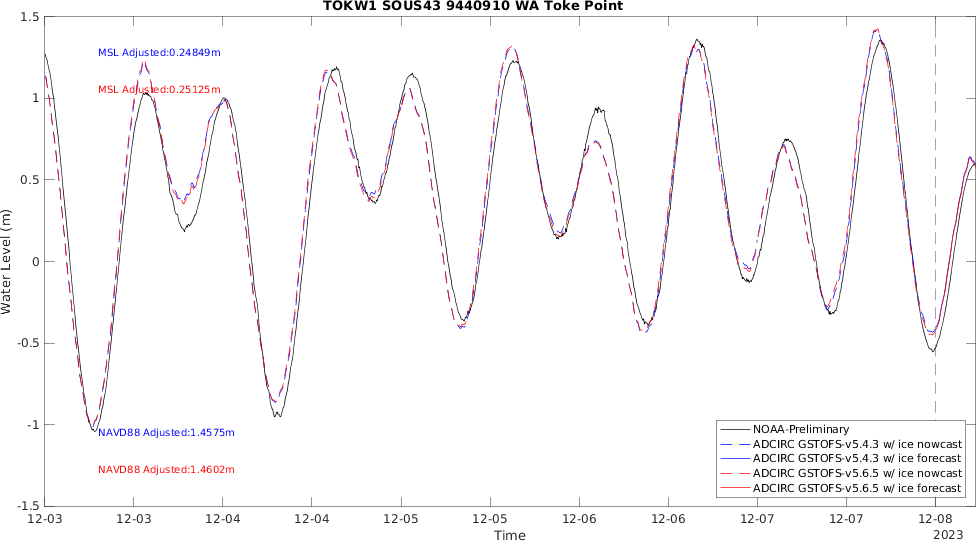 TOKW1 SOUS43 9440910 WA Toke Point
1.5
1
0.5
0
-0.5
-1
-1.5
Water Level (m)
MSL Adjusted:0.24849m
MSL Adjusted:0.25125m
NAVD88 Adjusted:1.4575m
NAVD88 Adjusted:1.4602m
NOAA-Preliminary
ADCIRC GSTOFS-v5.4.3 w/ ice nowcast
ADCIRC GSTOFS-v5.4.3 w/ ice forecast
ADCIRC GSTOFS-v5.6.5 w/ ice nowcast
ADCIRC GSTOFS-v5.6.5 w/ ice forecast
12-03 12-03 12-04 12-04 12-05 12-05 12-06 12-06 12-07 12-07 12-08
2023
Time